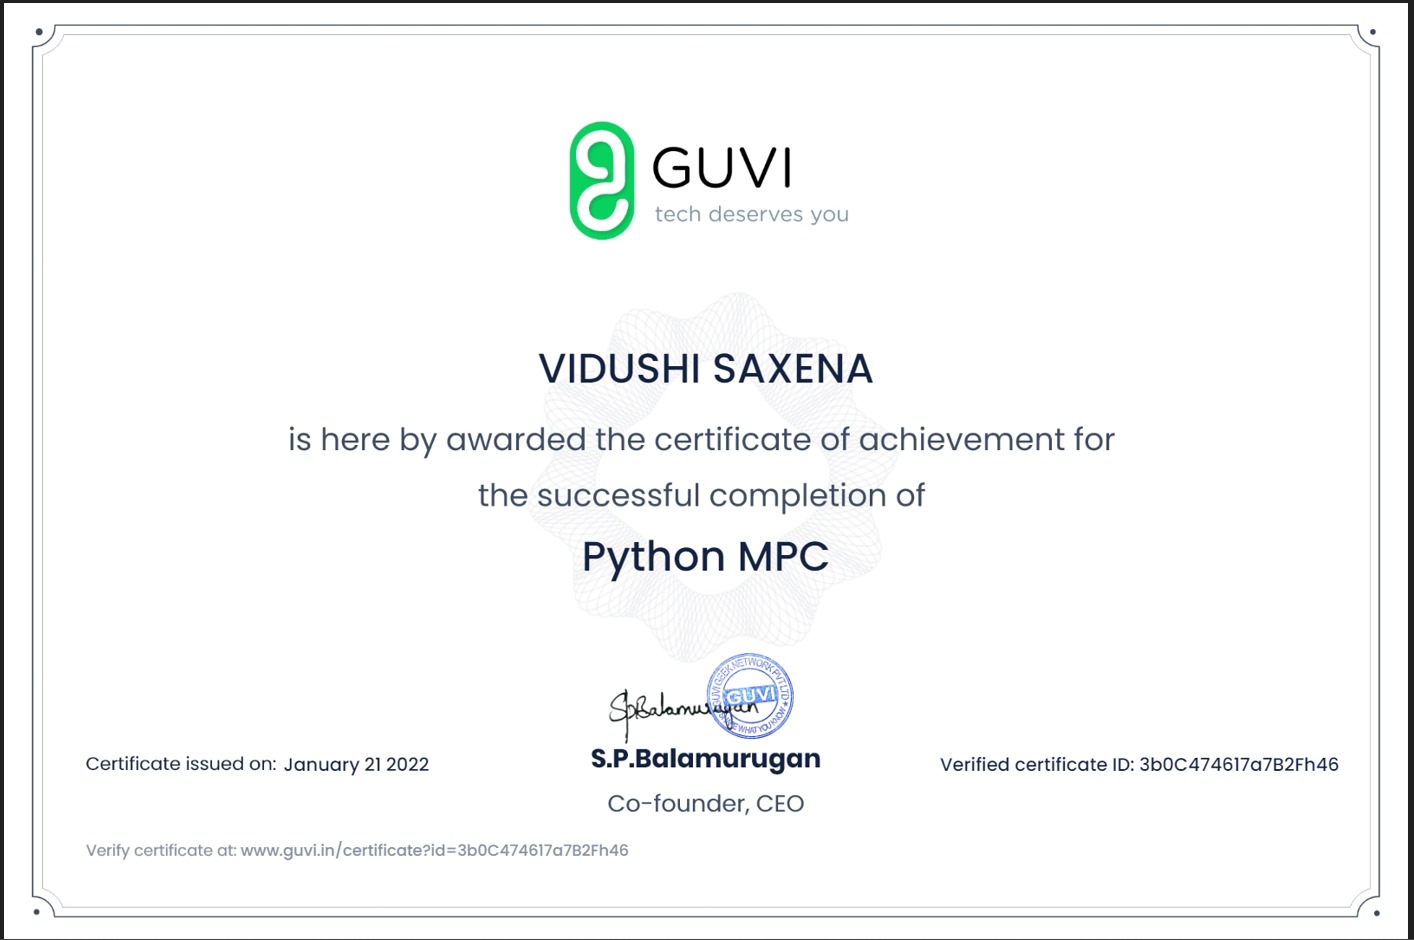 GUVI
tech deserves you
VIDUSHI SAXENA
is here by awarded the certificate of achievement for
the successful completion of
Python MPC
SpBalamurugan
GUVI GEEK NETWORK PVT LTD
GUVI
SHARE WHAT YOU KNOW
S.P.Balamurugan
Co-founder, CEO
Certificate issued on: January 21 2022
Verified certificate ID: 3b0C474617a7B2Fh46
Verify certificate at: www.guvi.in/certificate?id=3b0C474617a7B2Fh46